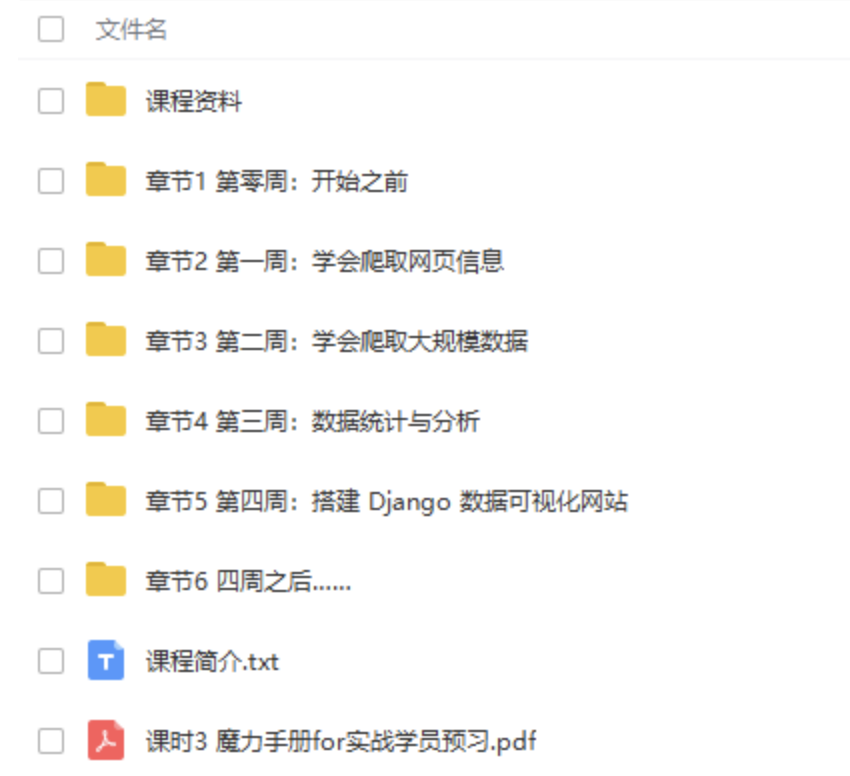 文件名
课程资料
章节1 第零周：开始之前
章节2 第一周：学会爬取网页信息
章节3 第二周：学会爬取大规模数据
章节4 第三周：数据统计与分析
章节5 第四周：搭建 Django 数据可视化网站
章节6 四周之后......
T 课程简介.txt
课时3 魔力手册for实战学员预习.pdf